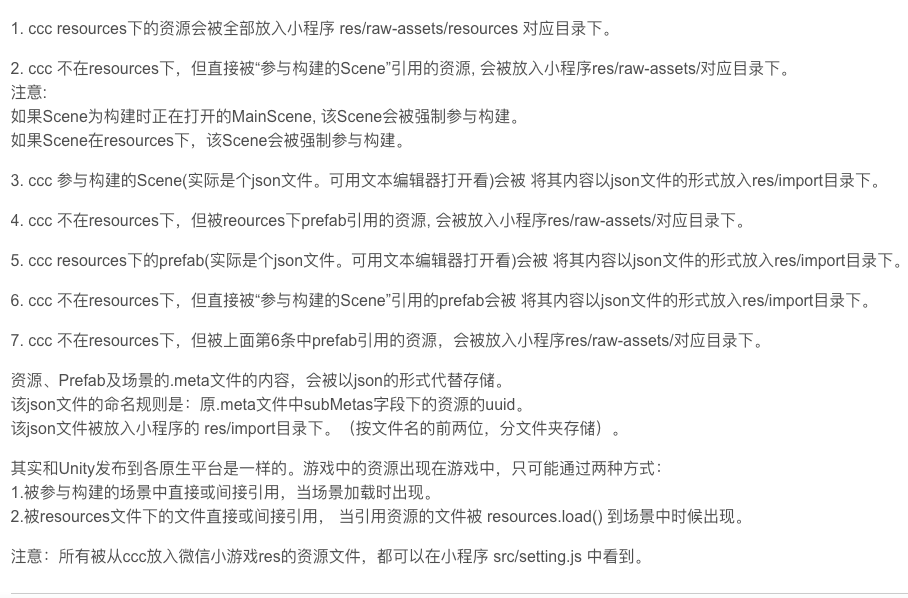 1. ccc resources下的资源会被全部放入小程序 res/raw-assets/resources 对应目录下。
2. ccc 不在resources下，但直接被“参与构建的Scene”引用的资源, 会被放入小程序res/raw-assets/对应目录下。
注意:
如果Scene为构建时正在打开的MainScene, 该Scene会被强制参与构建。
如果Scene在resources下，该Scene会被强制参与构建。
3. ccc 参与构建的Scene(实际是个json文件。可用文本编辑器打开看)会被 将其内容以json文件的形式放入res/import目录下。
4. ccc 不在resources下，但被reources下prefab引用的资源, 会被放入小程序res/raw-assets/对应目录下。
5. ccc resources下的prefab(实际是个json文件。可用文本编辑器打开看)会被 将其内容以json文件的形式放入res/import目录下。
6. ccc 不在resources下，但直接被“参与构建的Scene”引用的prefab会被 将其内容以json文件的形式放入res/import目录下。
7. ccc 不在resources下，但被上面第6条中prefab引用的资源，会被放入小程序res/raw-assets/对应目录下。
资源、Prefab及场景的.meta文件的内容，会被以json的形式代替存储。
该json文件的命名规则是：原.meta文件中subMetas字段下的资源的uuid。
该json文件被放入小程序的 res/import目录下。（按文件名的前两位，分文件夹存储）。
其实和Unity发布到各原生平台是一样的。游戏中的资源出现在游戏中，只可能通过两种方式：
1.被参与构建的场景中直接或间接引用，当场景加载时出现。
2.被resources文件下的文件直接或间接引用， 当引用资源的文件被 resources.load() 到场景中时候出现。
注意：所有被从ccc放入微信小游戏res的资源文件，都可以在小程序 src/setting.js 中看到。